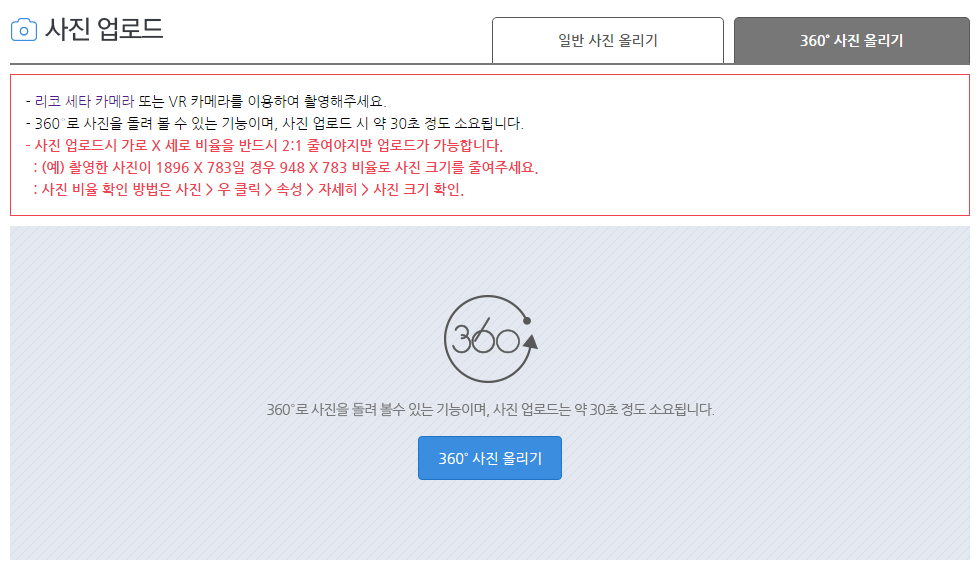 사진 업로드
일반 사진 올리기
360° 사진 올리기
- 리코 세타 카메라 또는 VR 카메라를 이용하여 촬영해주세요.
- 360°로 사진을 돌려 볼 수 있는 기능이며, 사진 업로드 시 약 30초 정도 소요됩니다.
- 사진 업로드시 가로 X 세로 비율을 반드시 2:1 줄여야지만 업로드가 가능합니다.
: (예) 촬영한 사진이 1896 X 783일 경우 948 X 783 비율로 사진 크기를 줄여주세요.
: 사진 비율 확인 방법은 사진 > 우 클릭 > 속성 > 자세히 > 사진 크기 확인.
360
360°로 사진을 돌려 볼수 있는 기능이며, 사진 업로드는 약 30초 정도 소요됩니다.
360° 사진 올리기